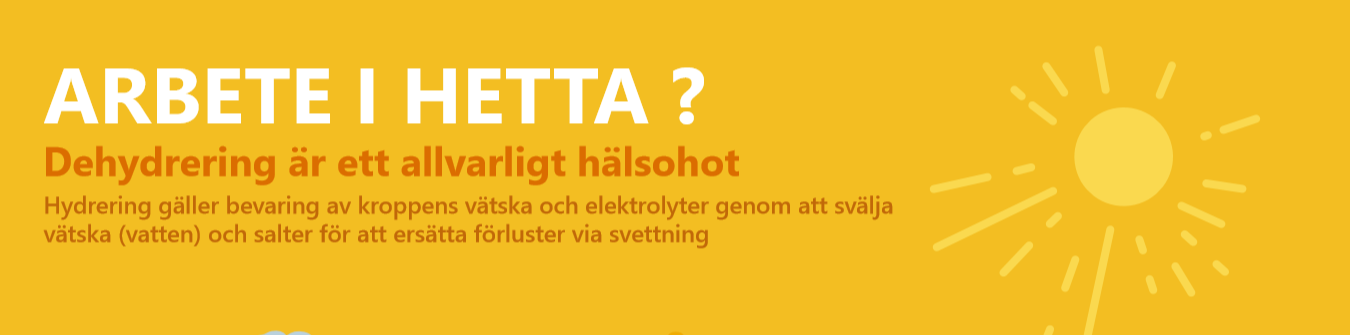 ARBETE I HETTA ?
Dehydrering är ett allvarligt hälsohot
Hydrering gäller bevaring av kroppens vätska och elektrolyter genom att svälja
vätska (vatten) och salter för att ersätta förluster via svettning